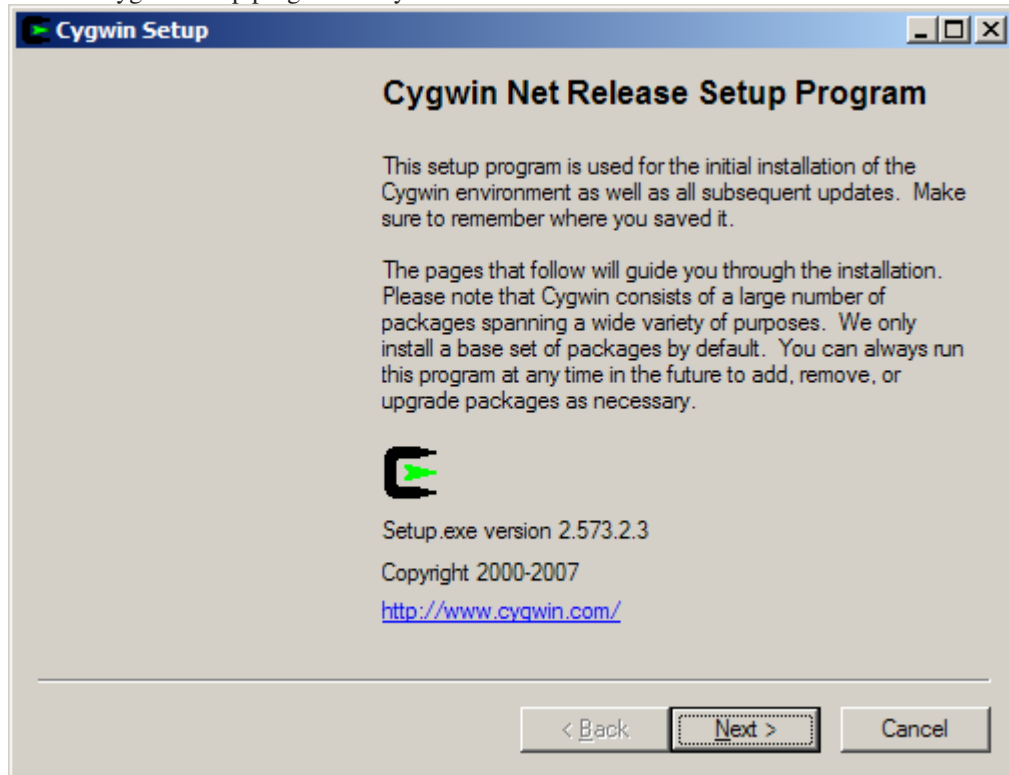 Cygwin Setup
Cygwin Net Release Setup Program
This setup program is used for the initial installation of the
Cygwin environment as well as all subsequent updates.  Make
sure to remember where you saved it.
The pages that follow will guide you through the installation.
Please note that Cygwin consists of a large number of
packages spanning a wide variety of purposes.  We only
install a base set of packages by default.  You can always run
this program at any time in the future to add, remove, or
upgrade packages as necessary.
Setup.exe version 2.573.2.3
Copyright 2000-2007
http://www.cygwin.com/
< Back
Next >
Cancel